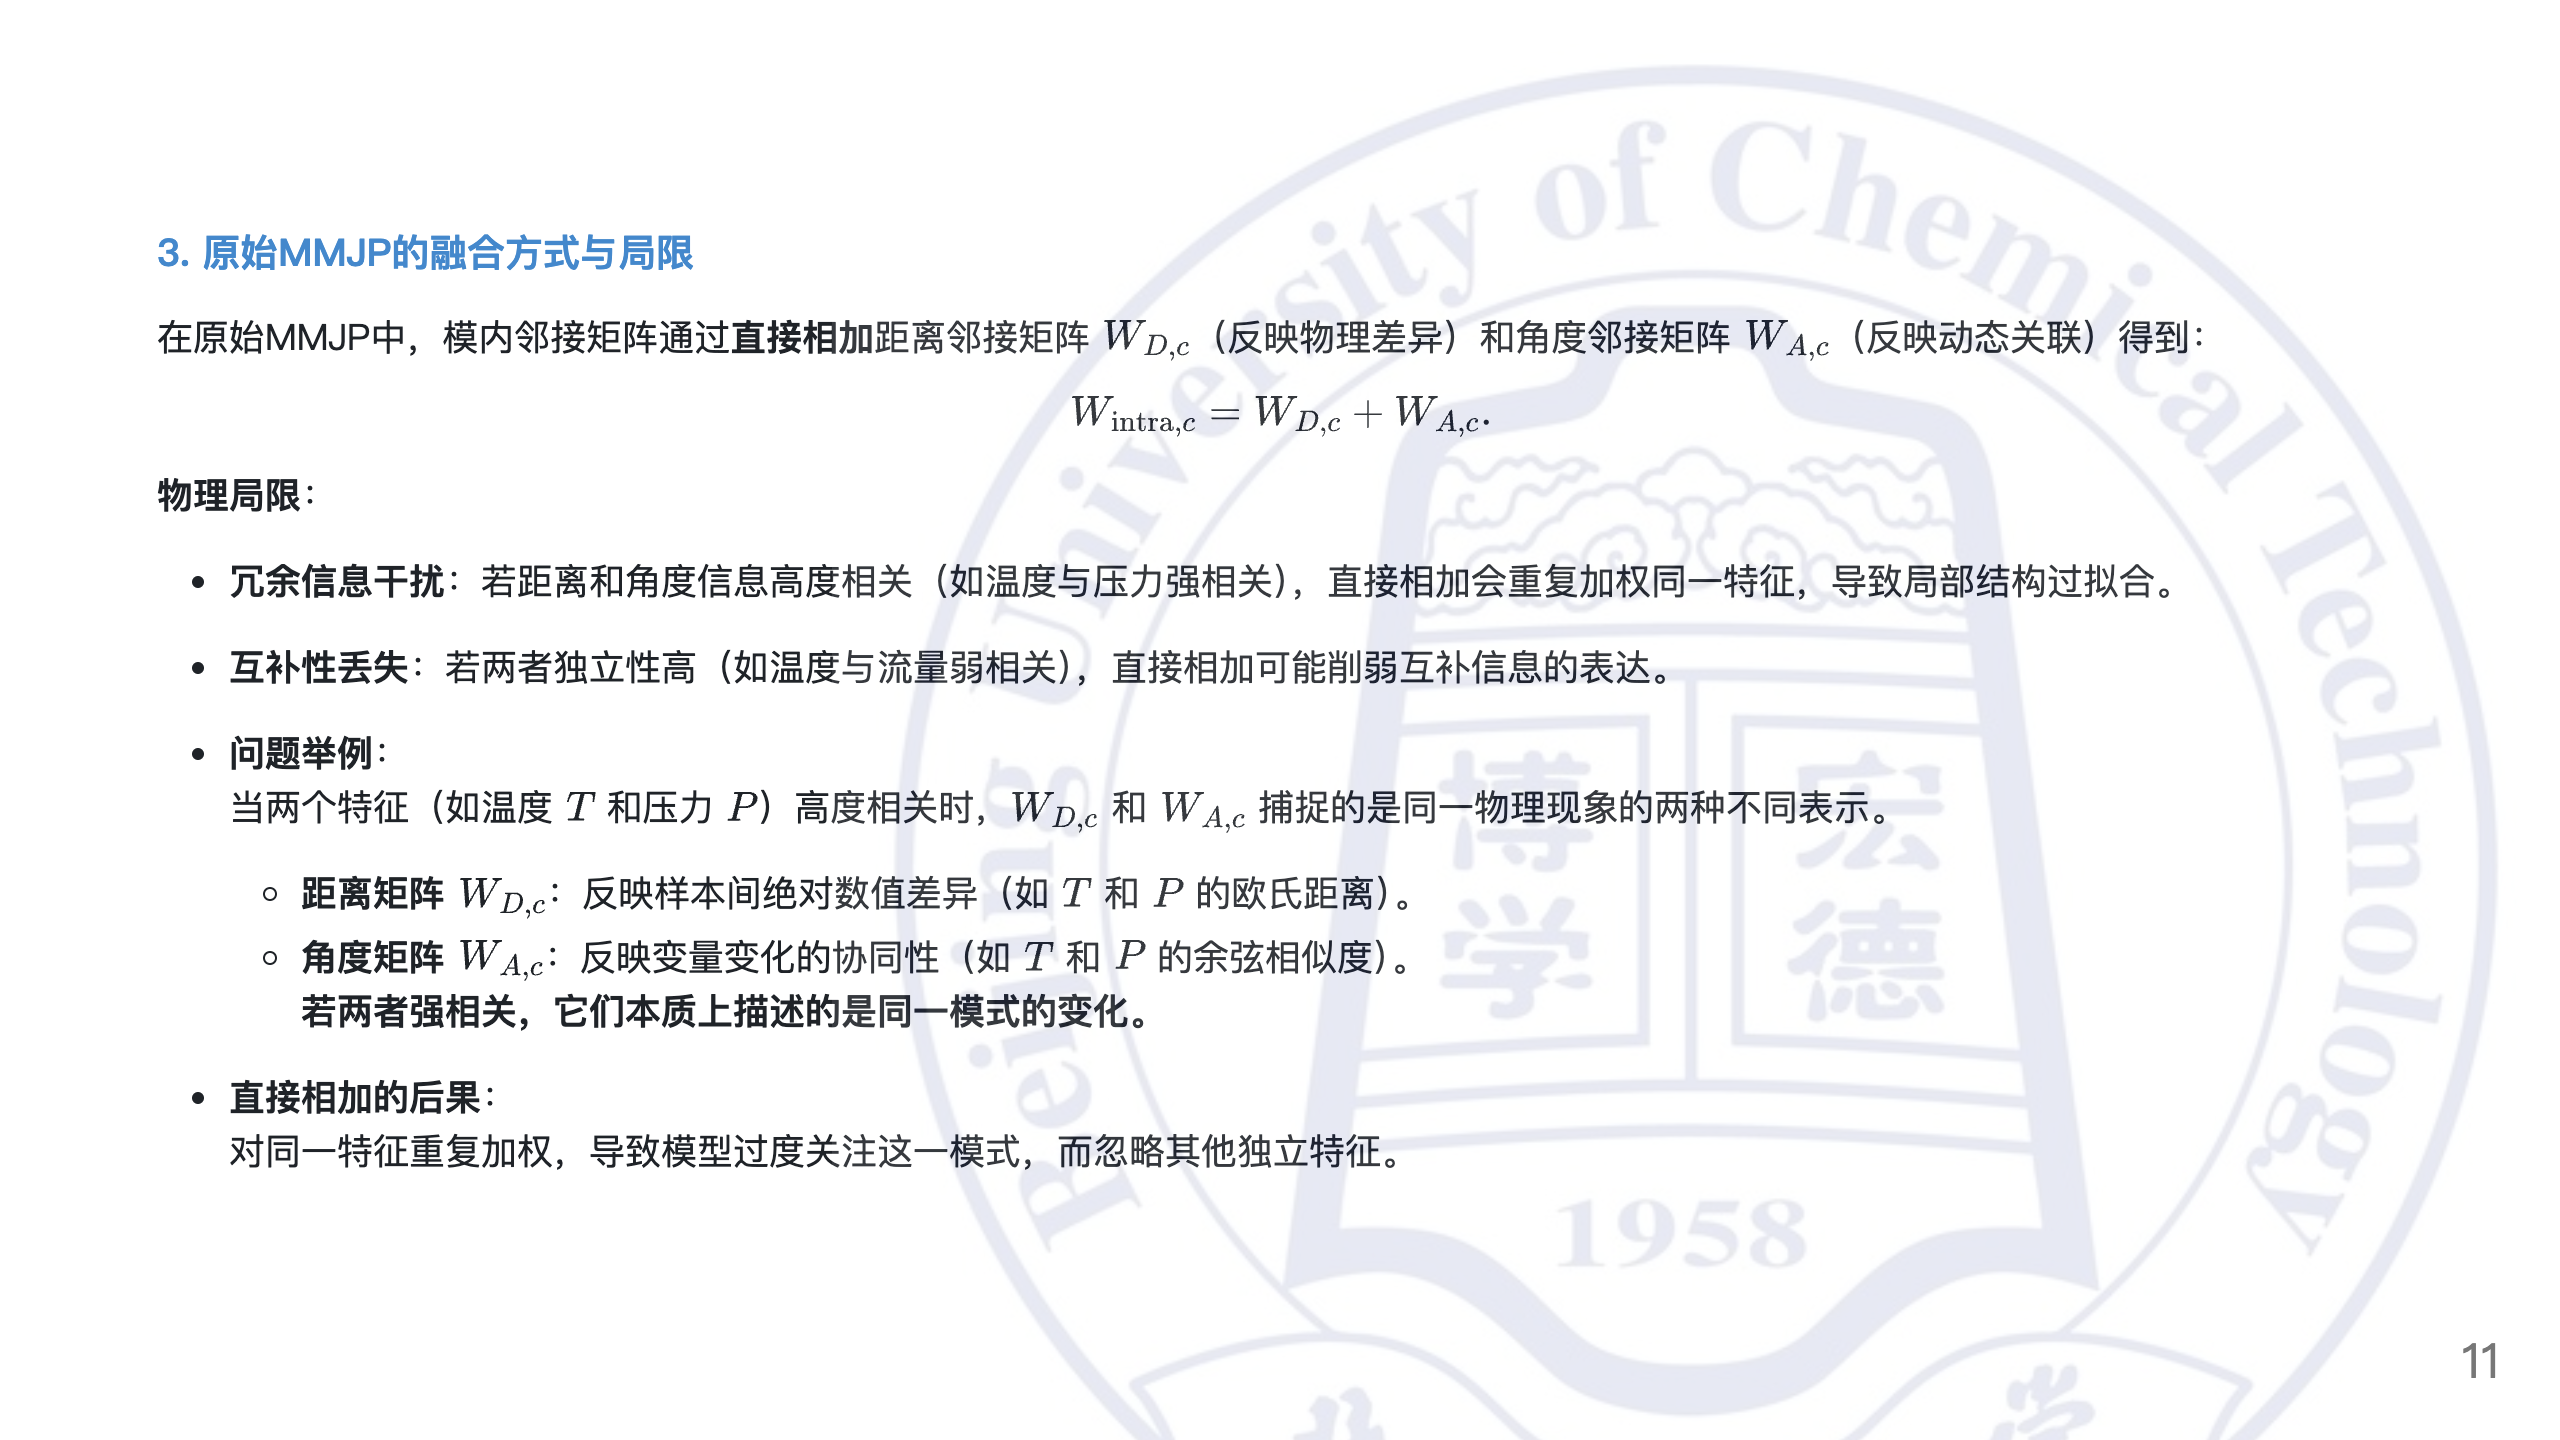 3. 原始MMJP的融合方式与局限
在原始MMJP中，模内邻接矩阵通过直接相加距离邻接矩阵 W_{D,c}（反映物理差异）和角度邻接矩阵 W_{A,c}（反映动态关联）得到：
W_{intra,c} = W_{D,c} + W_{A,c}.
物理局限：
• 冗余信息干扰：若距离和角度信息高度相关（如温度与压力强相关），直接相加会重复加权同一特征，导致局部结构过拟合。
• 互补性丢失：若两者独立性高（如温度与流量弱相关），直接相加可能削弱互补信息的表达。
• 问题举例：
当两个特征（如温度 T 和压力 P）高度相关时，W_{D,c} 和 W_{A,c} 捕捉的是同一物理现象的两种不同表示。
◦ 距离矩阵 W_{D,c}：反映样本间绝对数值差异（如 T 和 P 的欧氏距离）。
◦ 角度矩阵 W_{A,c}：反映变量变化的协同性（如 T 和 P 的余弦相似度）。
若两者强相关，它们本质上描述的是同一模式的变化。
• 直接相加的后果：
对同一特征重复加权，导致模型过度关注这一模式，而忽略其他独立特征。
Beijing University of Chemical Technology
博 宏
学 德
1958
11